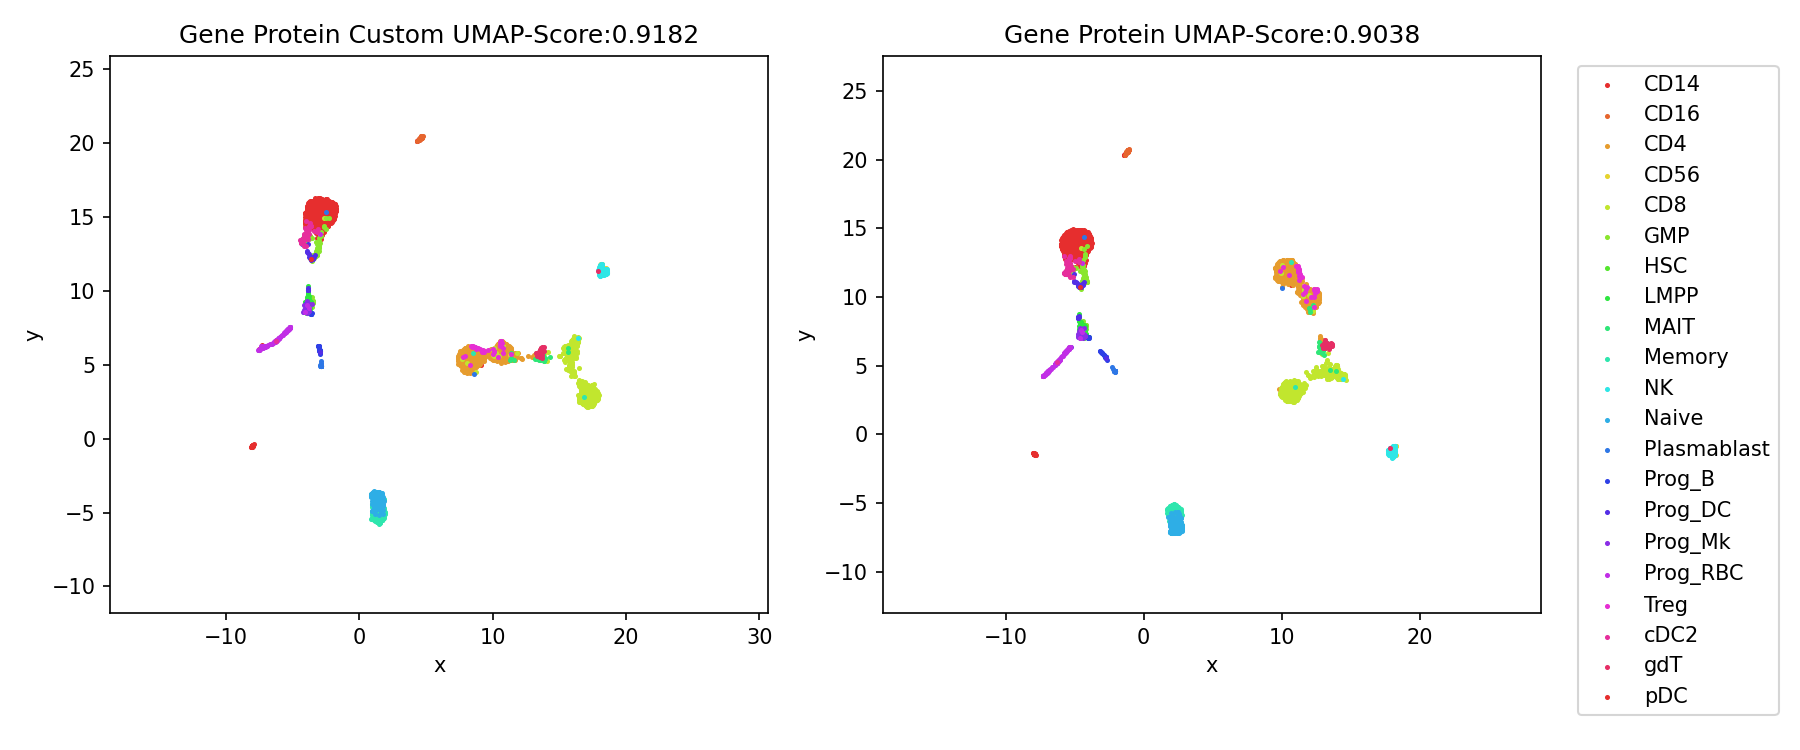 Gene Protein Custom UMAP-Score:0.9182
25
20
15
10
5
0
−5
−10
y
−10
0
10
20
30
x
Gene Protein UMAP-Score:0.9038
25
20
15
10
5
0
−5
−10
y
−10
0
10
20
x
CD14
CD16
CD4
CD56
CD8
GMP
HSC
LMPP
MAIT
Memory
NK
Naive
Plasmablast
Prog_B
Prog_DC
Prog_Mk
Prog_RBC
Treg
cDC2
gdT
pDC